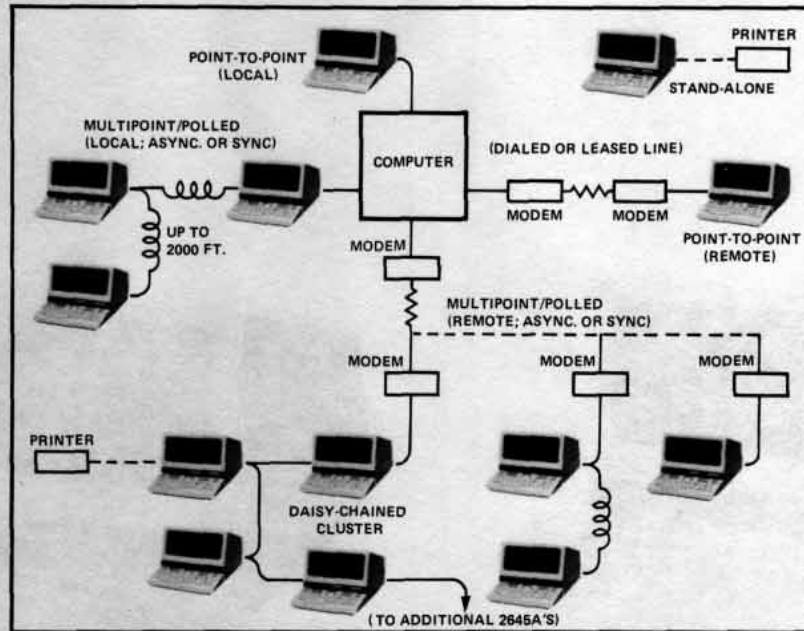 POINT-TO-POINT
(LOCAL)
PRINTER
STAND-ALONE
MULTIPOINT/POLLED
(LOCAL; ASYNC. OR SYNC)
COMPUTER
(DIALED OR LEASED LINE)
MODEM
MODEM
UP TO
2000 FT.
POINT-TO-POINT
(REMOTE)
MODEM
MULTIPOINT/POLLED
(REMOTE; ASYNC. OR SYNC)
MODEM
MODEM
MODEM
PRINTER
DAISY-CHAINED
CLUSTER
(TO ADDITIONAL 2645A'S)